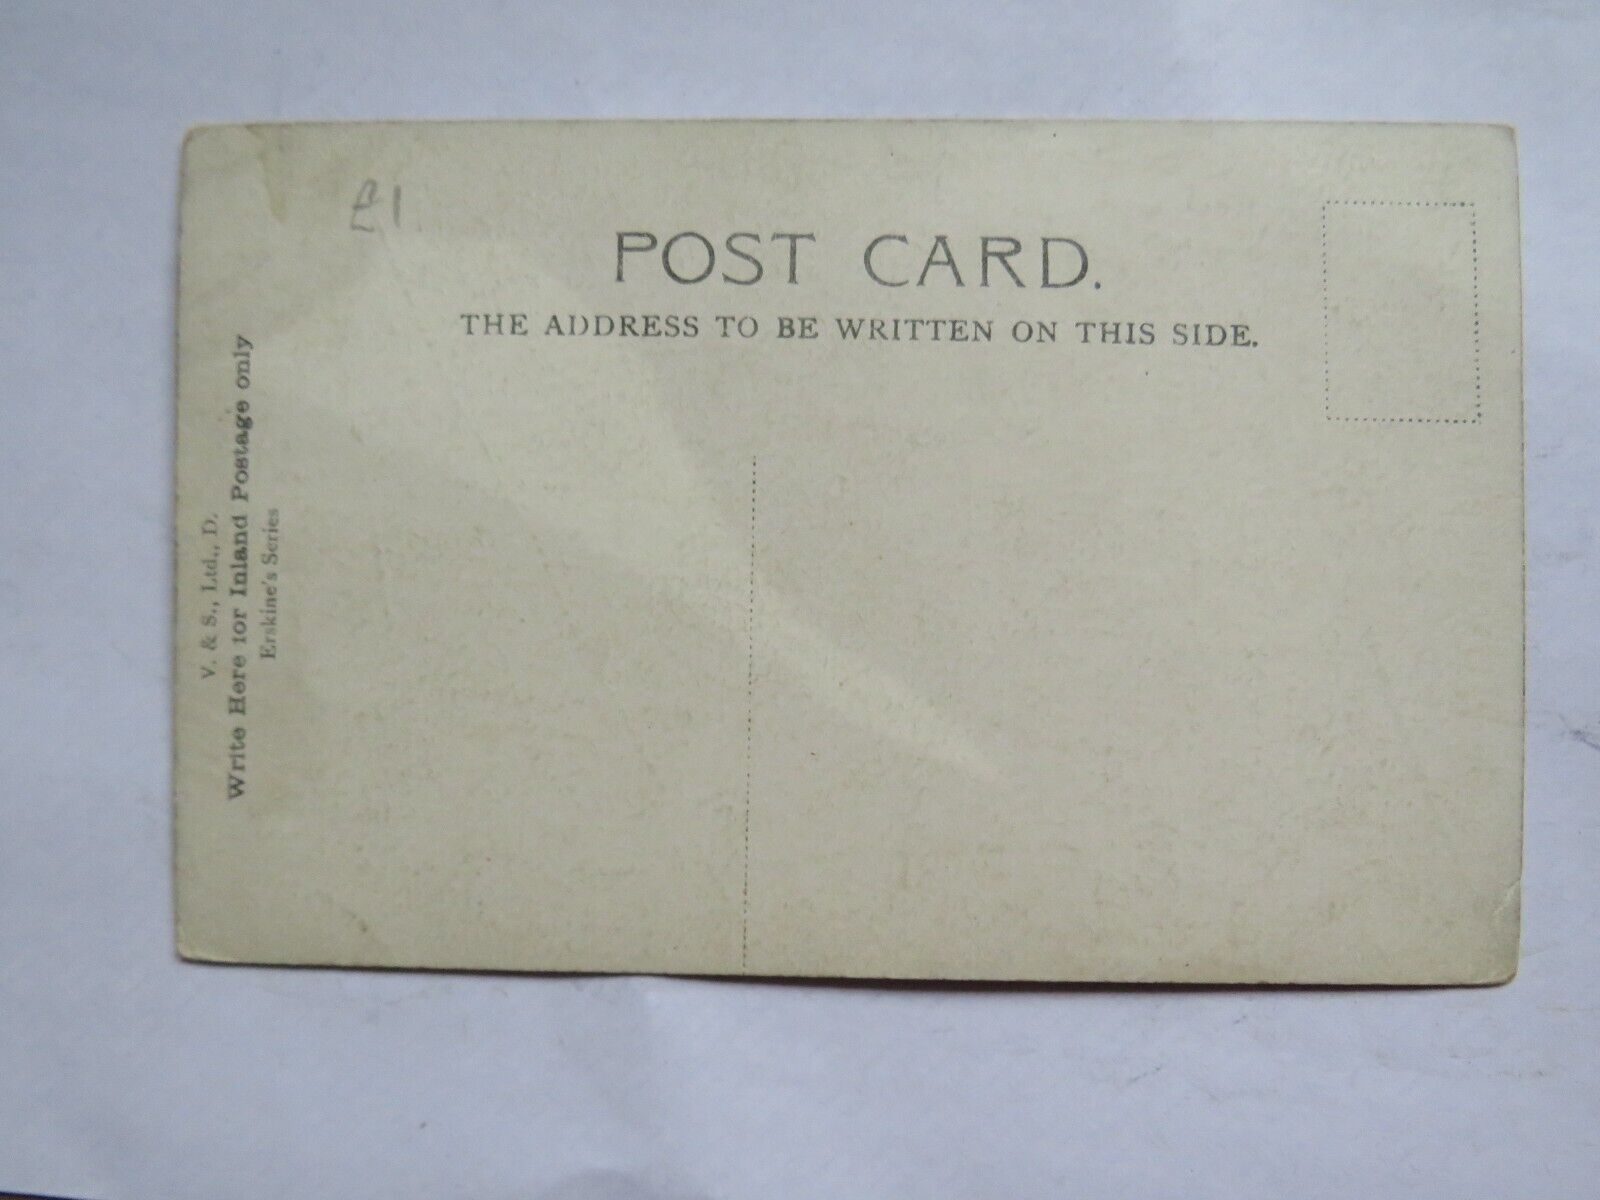 £1
POST CARD.
THE ADDRESS TO BE WRITTEN ON THIS SIDE.
V. & S., Ltd., D.
Write Here for Inland Postage only
Erskine's Series